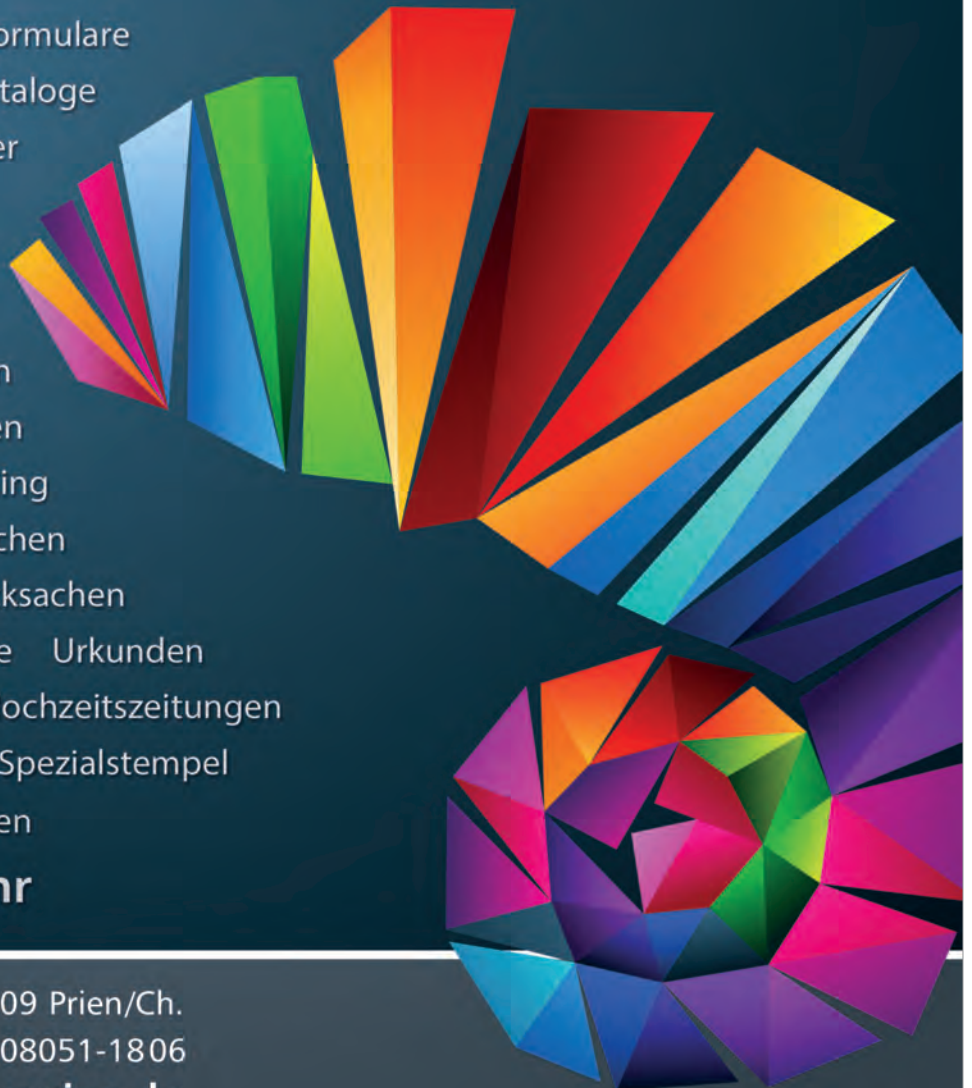 ormulare
taloge
er
n
en
ing
chen
ksachen
e Urkunden
ochzeitszeitungen
Spezialstempel
en
hr
09 Prien/Ch.
08051-1806